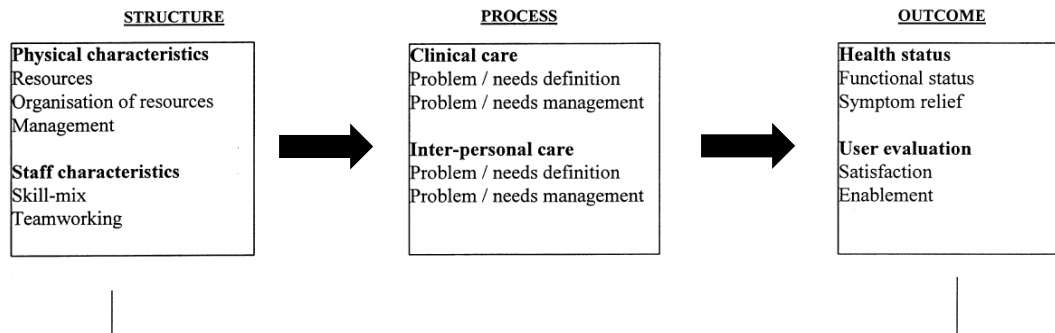 STRUCTURE
Physical characteristics
Resources
Organisation of resources
Management
Staff characteristics
Skill-mix
Teamworking
PROCESS
Clinical care
Problem / needs definition
Problem / needs management
Inter-personal care
Problem / needs definition
Problem / needs management
OUTCOME
Health status
Functional status
Symptom relief
User evaluation
Satisfaction
Enablement